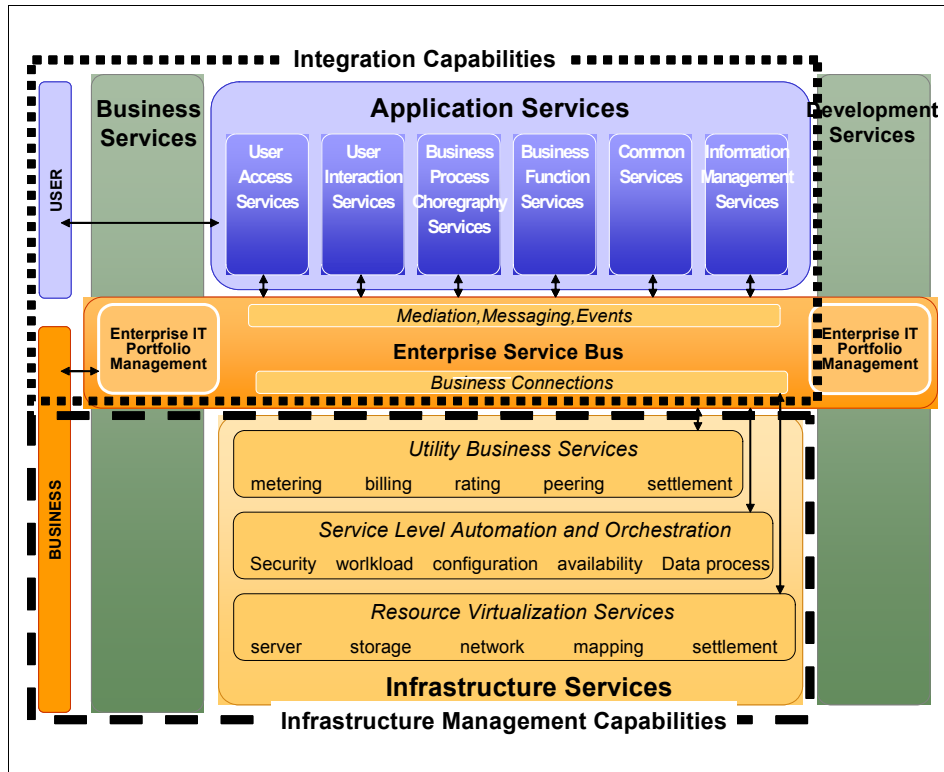 Integration Capabilities
Business
Services
Application Services
Development
Services
User
Access
Services
User
Interaction
Services
Business
Process
Choregraphy
Services
Business
Function
Services
Common
Services
Information
Management
Services
USER
Mediation,Messaging,Events
Enterprise IT
Portfolio
Management
Enterprise Service Bus
Enterprise IT
Portfolio
Management
Business Connections
BUSINESS
Utility Business Services
metering billing rating peering settlement
Service Level Automation and Orchestration
Security worlkload configuration availability Data process
Resource Virtualization Services
server storage network mapping settlement
Infrastructure Services
Infrastructure Management Capabilities